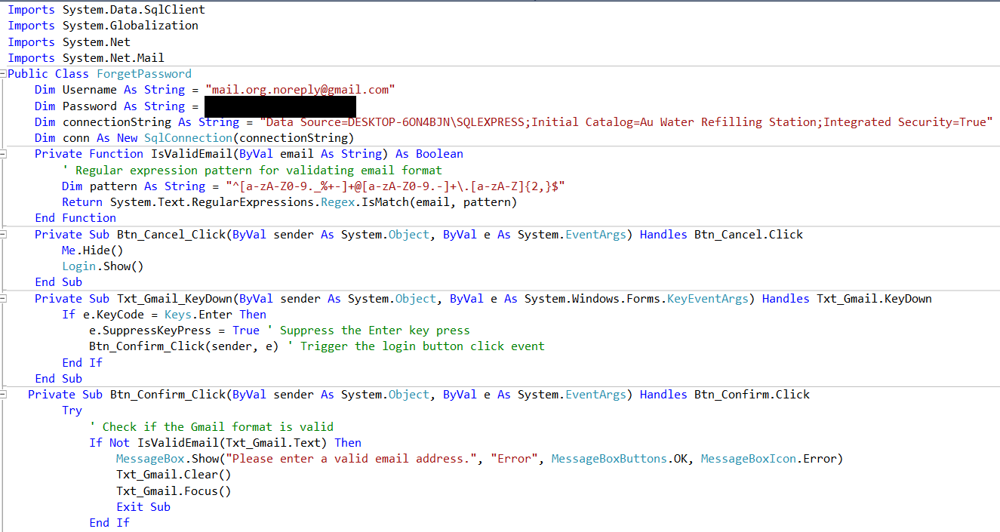 Imports System.Data.SqlClient
Imports System.Globalization
Imports System.Net
Imports System.Net.Mail
Public Class ForgetPassword
    Dim Username As String = "mail.org.noreply@gmail.com"
    Dim Password As String =
    Dim connectionString As String = "Data Source=DESKTOP-6ON4BJN\SQLEXPRESS;Initial Catalog=Au Water Refilling Station;Integrated Security=True"
    Dim conn As New SqlConnection(connectionString)
    Private Function IsValidEmail(ByVal email As String) As Boolean
        ' Regular expression pattern for validating email format
        Dim pattern As String = "^[a-zA-Z0-9._%+-]+@[a-zA-Z0-9.-]+\.[a-zA-Z]{2,}$"
        Return System.Text.RegularExpressions.Regex.IsMatch(email, pattern)
    End Function
    Private Sub Btn_Cancel_Click(ByVal sender As System.Object, ByVal e As System.EventArgs) Handles Btn_Cancel.Click
        Me.Hide()
        Login.Show()
    End Sub
    Private Sub Txt_Gmail_KeyDown(ByVal sender As System.Object, ByVal e As System.Windows.Forms.KeyEventArgs) Handles Txt_Gmail.KeyDown
        If e.KeyCode = Keys.Enter Then
            e.SuppressKeyPress = True ' Suppress the Enter key press
            Btn_Confirm_Click(sender, e) ' Trigger the login button click event
        End If
    End Sub
   Private Sub Btn_Confirm_Click(ByVal sender As System.Object, ByVal e As System.EventArgs) Handles Btn_Confirm.Click
        Try
            ' Check if the Gmail format is valid
            If Not IsValidEmail(Txt_Gmail.Text) Then
                MessageBox.Show("Please enter a valid email address.", "Error", MessageBoxButtons.OK, MessageBoxIcon.Error)
                Txt_Gmail.Clear()
                Txt_Gmail.Focus()
                Exit Sub
            End If